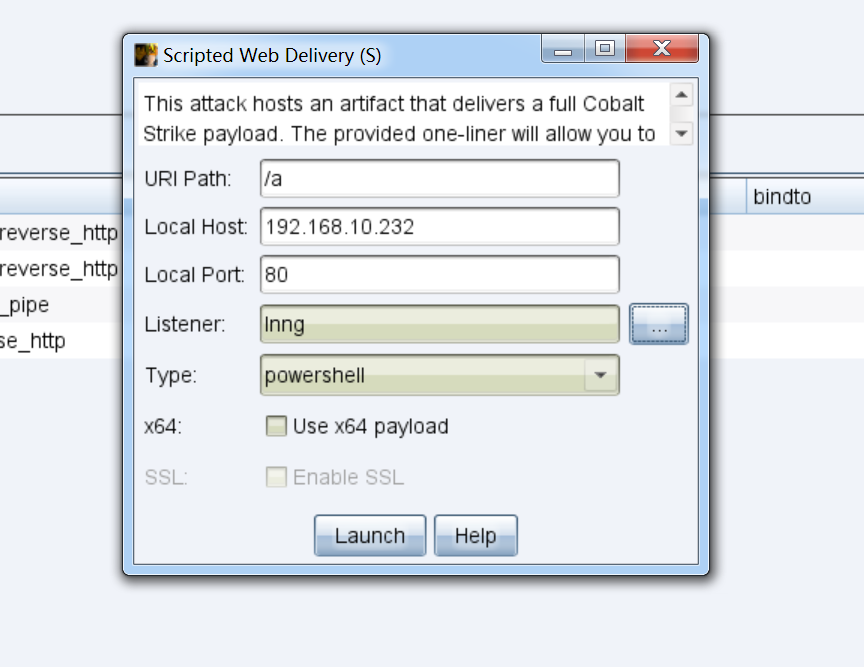 Scripted Web Delivery (S)
This attack hosts an artifact that delivers a full Cobalt
Strike payload. The provided one-liner will allow you to
URI Path: /a
bindto
Local Host: 192.168.10.232
reverse_http
Local Port: 80
reverse_http
_pipe
Listener: lnng ...
se_http
Type: powershell
x64: Use x64 payload
SSL: Enable SSL
Launch Help